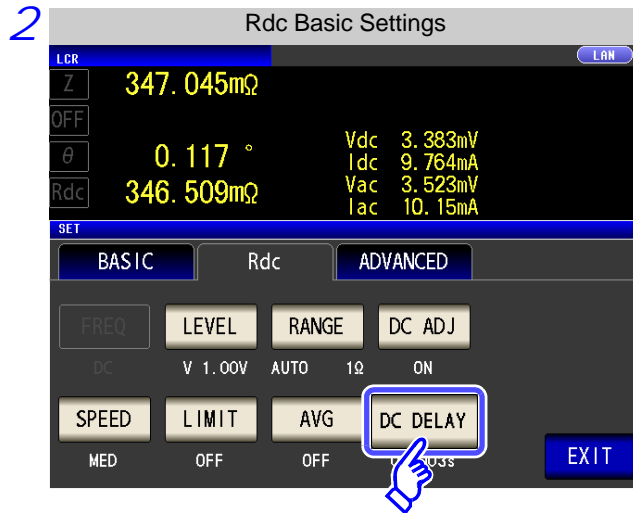 2
Rdc Basic Settings
LCR
LAN
Z 347.045mΩ
OFF
θ 0.117 °
Rdc 346.509mΩ
Vdc 3.383mV
Idc 9.764mA
Vac 3.523mV
Iac 10.15mA
SET
BASIC Rdc ADVANCED
FREQ LEVEL RANGE DC ADJ
DC V 1.00V AUTO 1Ω ON
SPEED LIMIT AVG DC DELAY
MED OFF OFF
EXIT